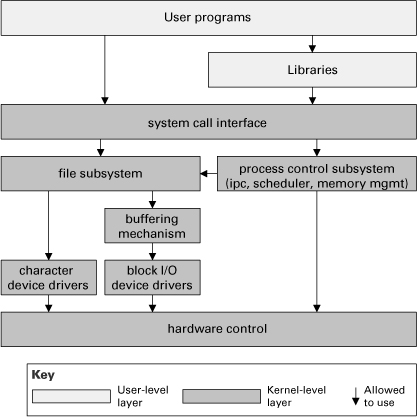 User programs
Libraries
system call interface
file subsystem
process control subsystem
(ipc, scheduler, memory mgmt)
buffering
mechanism
character
device drivers
block I/O
device drivers
hardware control
Key
User-level
layer
Kernel-level
layer
Allowed
to use